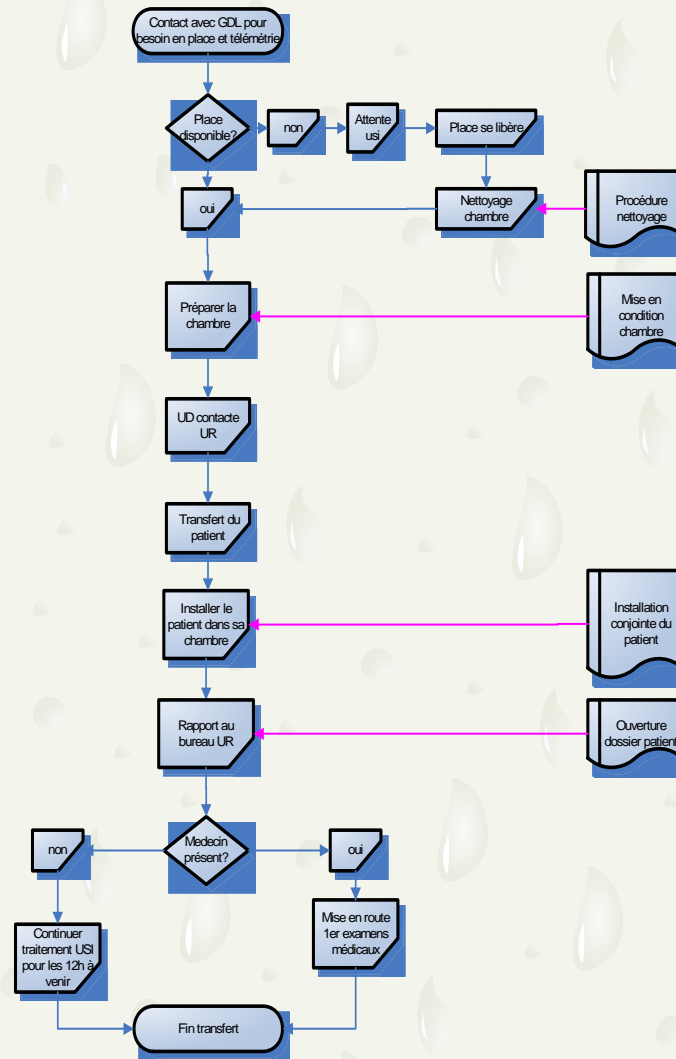 Contact avec GDL pour
besoin en place et télémétrie
Place
disponible?
non
Attente
usi
Place se libère
oui
Nettoyage
chambre
Procédure
nettoyage
Préparer la
chambre
Mise en
condition
chambre
UD contacte
UR
Transfert du
patient
Installer le
patient dans sa
chambre
Installation
conjointe du
patient
Rapport au
bureau UR
Ouverture
dossier patient
Medecin
présent?
non
oui
Continuer
traitement USI
pour les 12h à
venir
Mise en route
1er examens
médicaux
Fin transfert